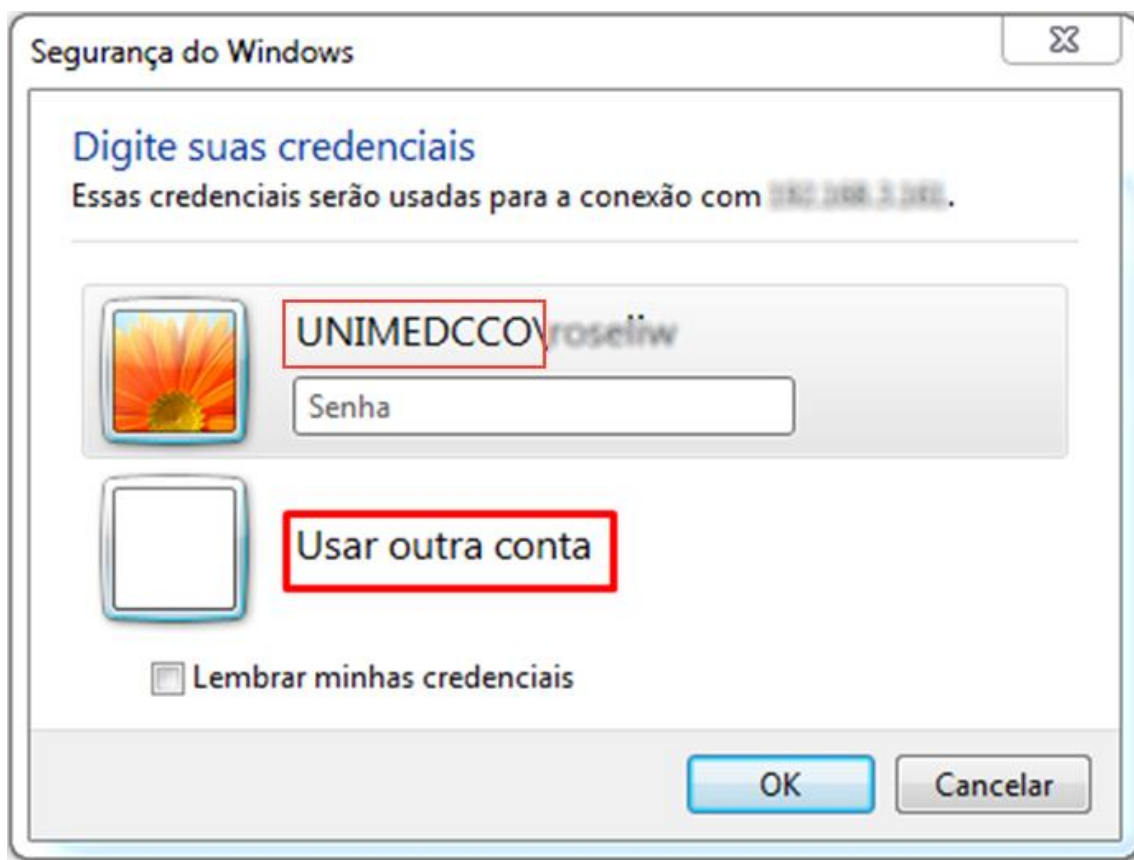 Segurança do Windows
Digite suas credenciais
Essas credenciais serão usadas para a conexão com .
UNIMEDCCO\roseliw
Senha
Usar outra conta
Lembrar minhas credenciais
OK
Cancelar